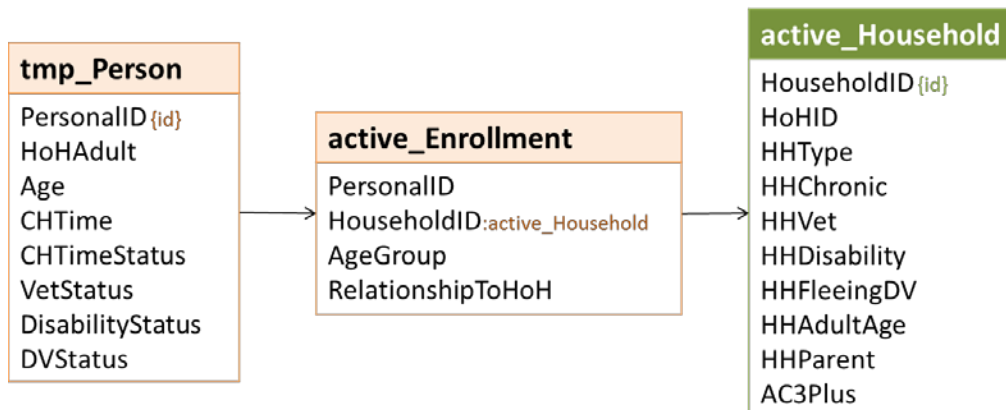 tmp_Person
PersonalID {id}
HoHAdult
Age
CHTime
CHTimeStatus
VetStatus
DisabilityStatus
DVStatus
active_Enrollment
PersonalID
HouseholdID:active_Household
AgeGroup
RelationshipToHoH
active_Household
HouseholdID {id}
HoHID
HHType
HHChronic
HHVet
HHDisability
HHFleeingDV
HHAdultAge
HHParent
AC3Plus